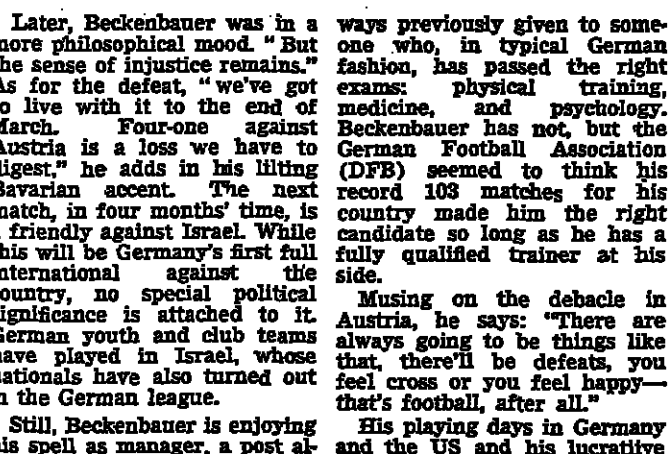 Later, Beckenbauer was in a
more philosophical mood. "But
the sense of injustice remains."
As for the defeat, "we've got
to live with it to the end of
March. Four-one against
Austria is a loss we have to
digest," he adds in his lilting
Bavarian accent. The next
match, in four months' time, is
a friendly against Israel. While
this will be Germany's first full
international against the
country, no special political
significance is attached to it.
German youth and club teams
have played in Israel, whose
nationals have also turned out
in the German league.
Still, Beckenbauer is enjoying
his spell as manager, a post al-
ways previously given to some-
one who, in typical German
fashion, has passed the right
exams: physical training,
medicine, and psychology.
Beckenbauer has not, but the
German Football Association
(DFB) seemed to think his
record 103 matches for his
country made him the right
candidate so long as he has a
fully qualified trainer at his
side.
Musing on the debacle in
Austria, he says: "There are
always going to be things like
that, there'll be defeats, you
feel cross or you feel happy—
that's football, after all."
His playing days in Germany
and the US and his lucrative